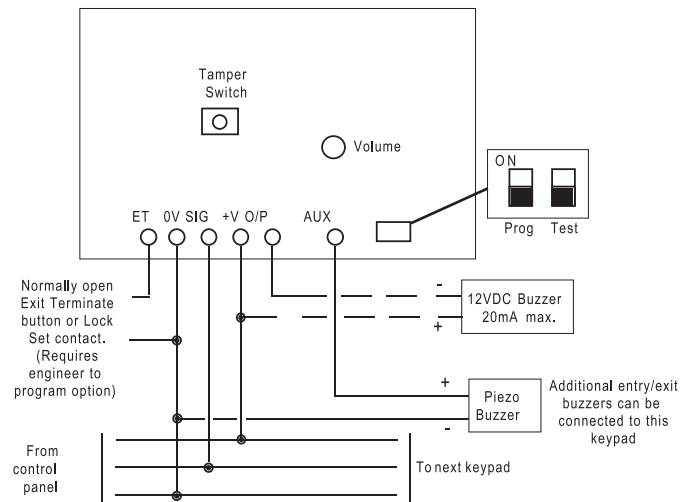 Tamper
Switch
Volume
ON
Prog Test
ET 0V SIG +V O/P AUX
Normally open
Exit Terminate
button or Lock
Set contact.
(Requires
engineer to
program option)
-
12VDC Buzzer
20mA max.
+
+
Piezo
Buzzer
-
Additional entry/exit
buzzers can be
connected to this
keypad
From
control
panel
To next keypad